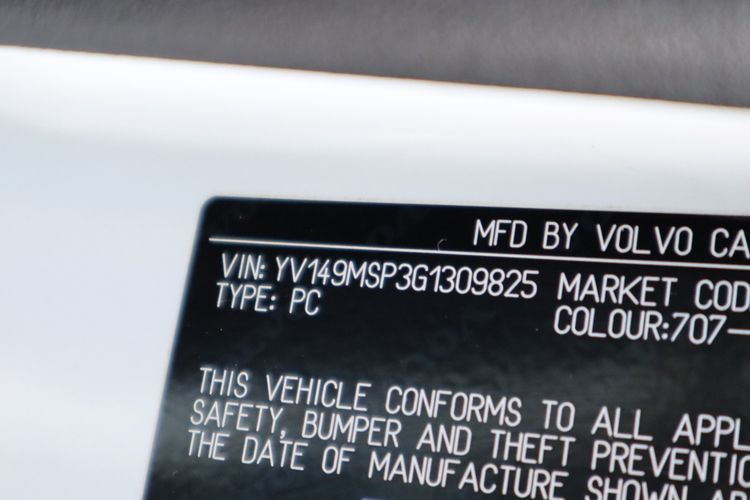 MFD BY VOLVO CA
VIN: YV149MSP3G1309825 MARKET COD
TYPE: PC
COLOUR:707-
THIS VEHICLE CONFORMS TO ALL APPL
SAFETY, BUMPER AND THEFT PREVENTIO
THE DATE OF MANUFACTURE SHOWN